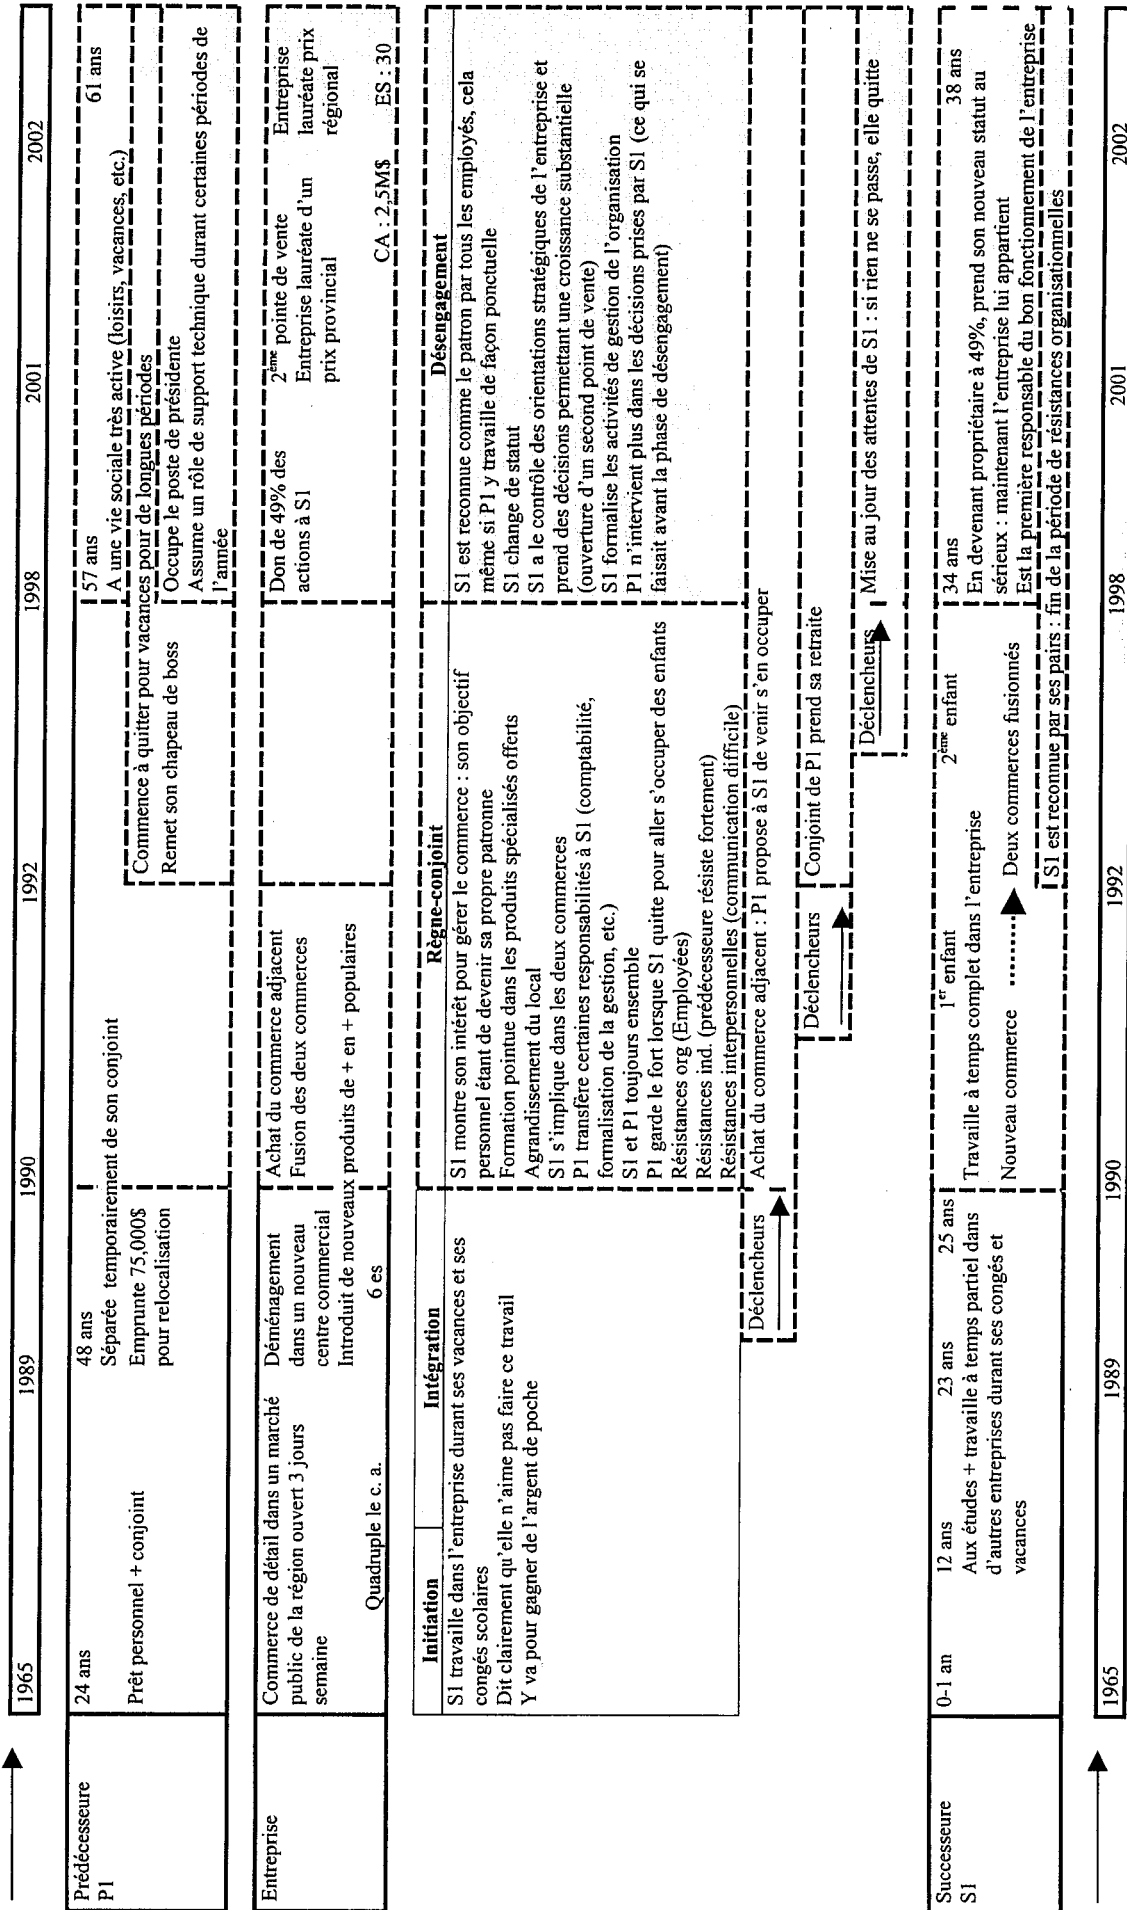 1965 1989 1990 1992 1998 2001 2002
Prédécesseure
P1
24 ans
Prêt personnel + conjoint
48 ans
Séparée temporairement de son conjoint
Emprunte 75,000$
pour relocalisation
Commence à quitter pour vacances pour de longues périodes
Remet son chapeau de boss
57 ans
61 ans
A une vie sociale très active (loisirs, vacances, etc.)
Occupe le poste de présidente
Assume un rôle de support technique durant certaines périodes de
l'année
Entreprise
Commerce de détail dans un marché
public de la région ouvert 3 jours
semaine
Quadruple le c. a.
Déménagement
dans un nouveau
centre commercial
Introduit de nouveaux produits de + en + populaires
6 es
Achat du commerce adjacent
Fusion des deux commerces
Don de 49% des
actions à S1
2ème pointe de vente
Entreprise lauréate d'un
prix provincial
Entreprise
lauréate prix
régional
CA : 2,5M$
ES : 30
Initiation
Intégration
S1 travaille dans l'entreprise durant ses vacances et ses
congés scolaires
Dit clairement qu'elle n'aime pas faire ce travail
Y va pour gagner de l'argent de poche
Règne-conjoint
S1 montre son intérêt pour gérer le commerce : son objectif
personnel étant de devenir sa propre patronne
Formation pointue dans les produits spécialisés offerts
Agrandissement du local
S1 s'implique dans les deux commerces
P1 transfère certaines responsabilités à S1 (comptabilité,
formalisation de la gestion, etc.)
S1 et P1 toujours ensemble
P1 garde le fort lorsque S1 quitte pour aller s'occuper des enfants
Résistances org (Employées)
Résistances ind. (prédécesseur résiste fortement)
Résistances interpersonnelles (communication difficile)
Désengagement
S1 est reconnue comme le patron par tous les employés, cela
même si P1 y travaille de façon ponctuelle
S1 change de statut
S1 a le contrôle des orientations stratégiques de l'entreprise et
prend des décisions permettant une croissance substantielle
(ouverture d'un second point de vente)
S1 formalise les activités de gestion de l'organisation
P1 n'intervient plus dans les décisions prises par S1 (ce qui se
faisait avant la phase de désengagement)
Déclencheurs
Achat du commerce adjacent : P1 propose à S1 de venir s'en occuper
Déclencheurs
Conjoint de P1 prend sa retraite
Déclencheurs
Mise au jour des attentes de S1 : si rien ne se passe, elle quitte
Successeure
S1
0-1 an
12 ans
23 ans
25 ans
Aux études + travaille à temps partiel dans
d'autres entreprises durant ses congés et
vacances
1er enfant
2ème enfant
Travaille à temps complet dans l'entreprise
Nouveau commerce
Deux commerces fusionnés
34 ans
38 ans
En devenant propriétaire à 49%, prend son nouveau statut au
sérieux : maintenant l'entreprise lui appartient
Est la première responsable du bon fonctionnement de l'entreprise
S1 est reconnue par ses pairs : fin de la période de résistances organisationnelles
1965 1989 1990 1992 1998 2001 2002